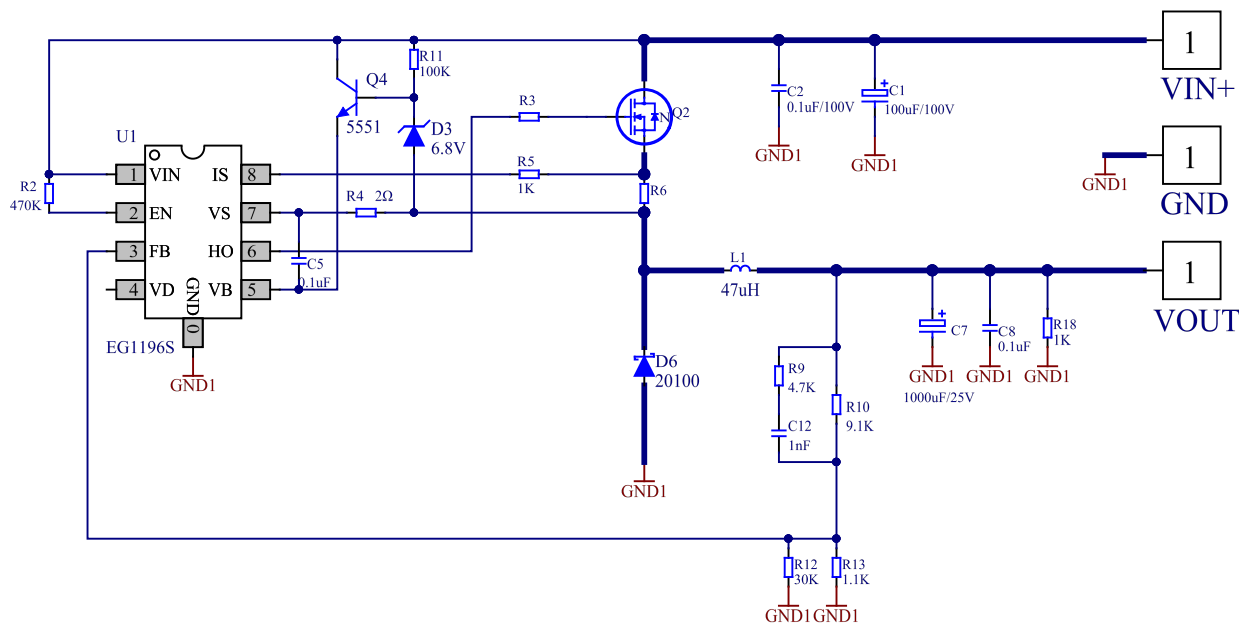 1
VIN+
R11
100K
Q4
5551
D3
6.8V
R3
Q2
C2
0.1uF/100V
C1
100uF/100V
GND1
GND1
1
GND
GND1
U1
1 VIN IS 8
2 EN VS 7
3 FB HO 6
4 VD VB 5
GND
0
EG1196S
GND1
R2
470K
R5
1K
R4 2Ω
R6
C5
0.1uF
L1
47uH
1
VOUT
D6
20100
GND1
C7
GND1
1000uF/25V
C8
0.1uF
GND1
R18
1K
GND1
R9
4.7K
C12
1nF
R10
9.1K
R12
30K
R13
1.1K
GND1
GND1